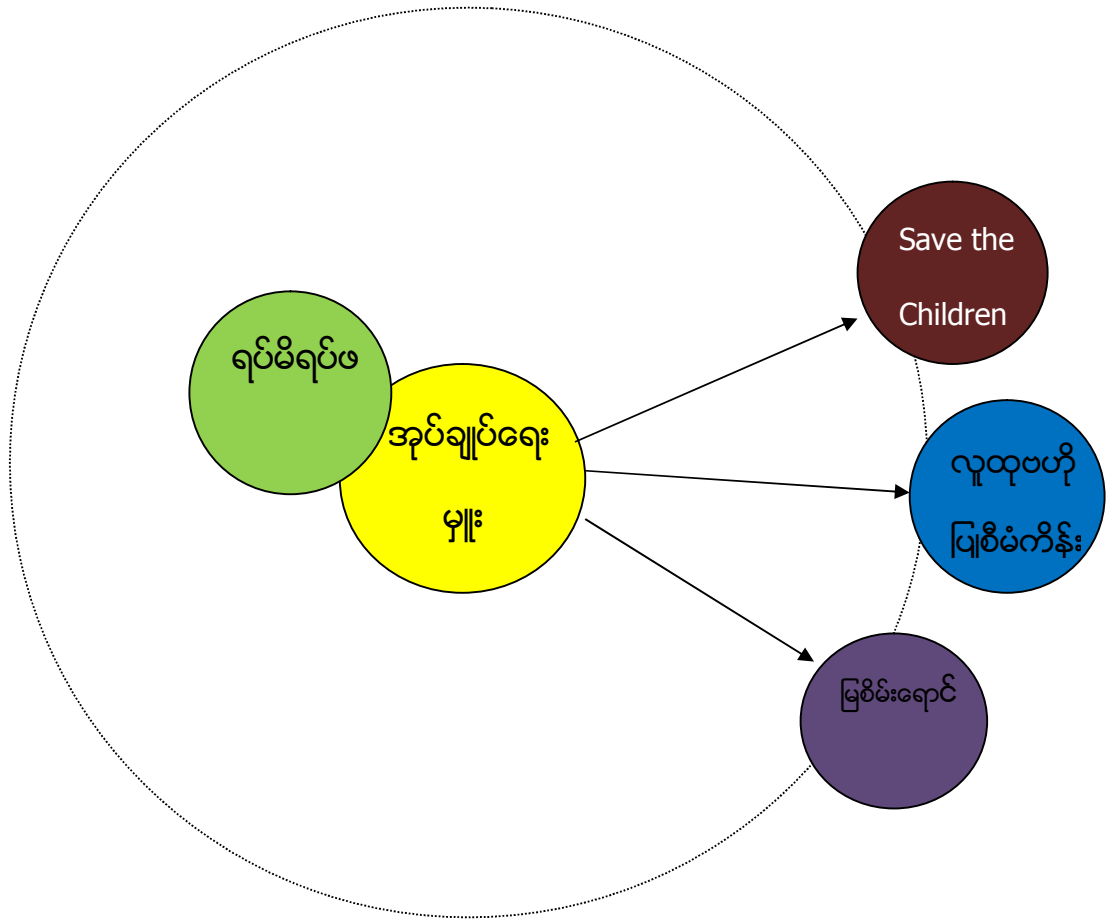 Save the
Children
ရပ်မိရပ်ဖ
အုပ်ချုပ်ရေး
မှူး
လူထုဗဟို
ပြုစီမံကိန်း
မြစိမ်းရောင်